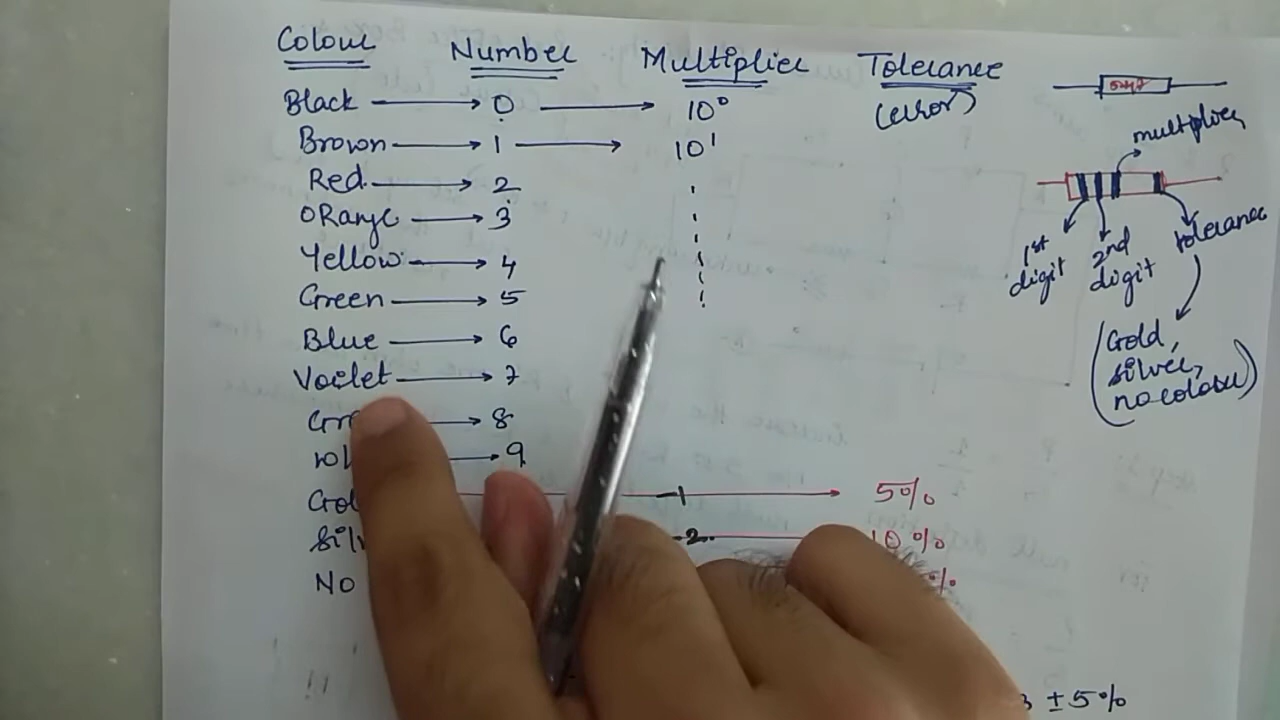 Colour Number Multiplier Tolerance
(error)
Black → 0 → 10⁰
Brown → 1 → 10¹
Red → 2
ORange → 3
Yellow → 4
Green → 5
Blue → 6
Voilet → 7
→ 8
→ 9
-1 → 5%
-2 10%
No %
± 5%
multiplier
1st digit
2nd digit
tolerance
(Gold,
silver,
no colour)